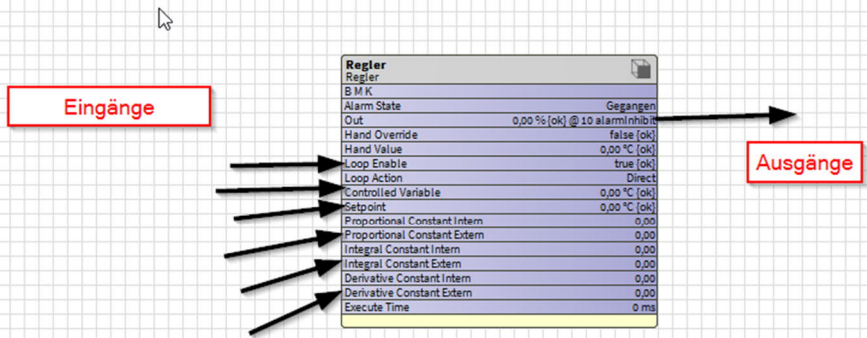 Eingänge
Regler
Regler
B M K
Alarm State Gegangen
Out 0,00 % {ok} @ 10 alarmInhibit
Hand Override false {ok}
Hand Value 0,00 °C {ok}
Loop Enable true {ok}
Loop Action Direct
Controlled Variable 0,00 °C {ok}
Setpoint 0,00 °C {ok}
Proportional Constant Intern 0,00
Proportional Constant Extern 0,00
Integral Constant Intern 0,00
Integral Constant Extern 0,00
Derivative Constant Intern 0,00
Derivative Constant Extern 0,00
Execute Time 0 ms
Ausgänge